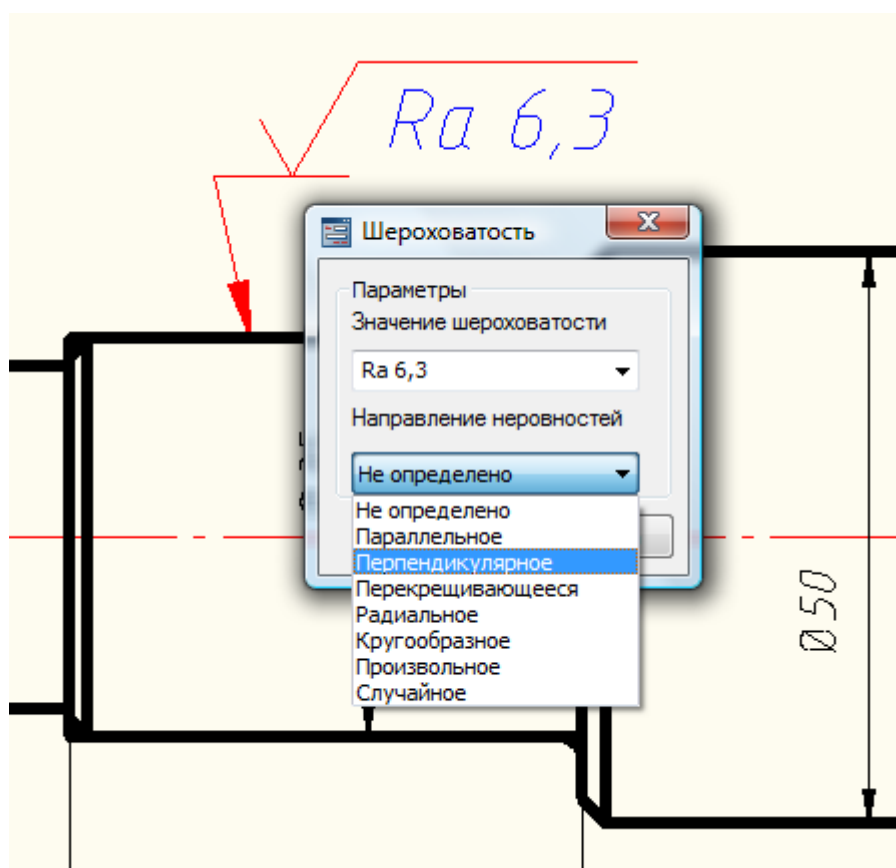 Ra 6,3
Шероховатость
Параметры
Значение шероховатости
Ra 6,3
Направление неровностей
Не определено
Не определено
Параллельное
Перпендикулярное
Перекрещивающееся
Радиальное
Кругообразное
Произвольное
Случайное
Ø50